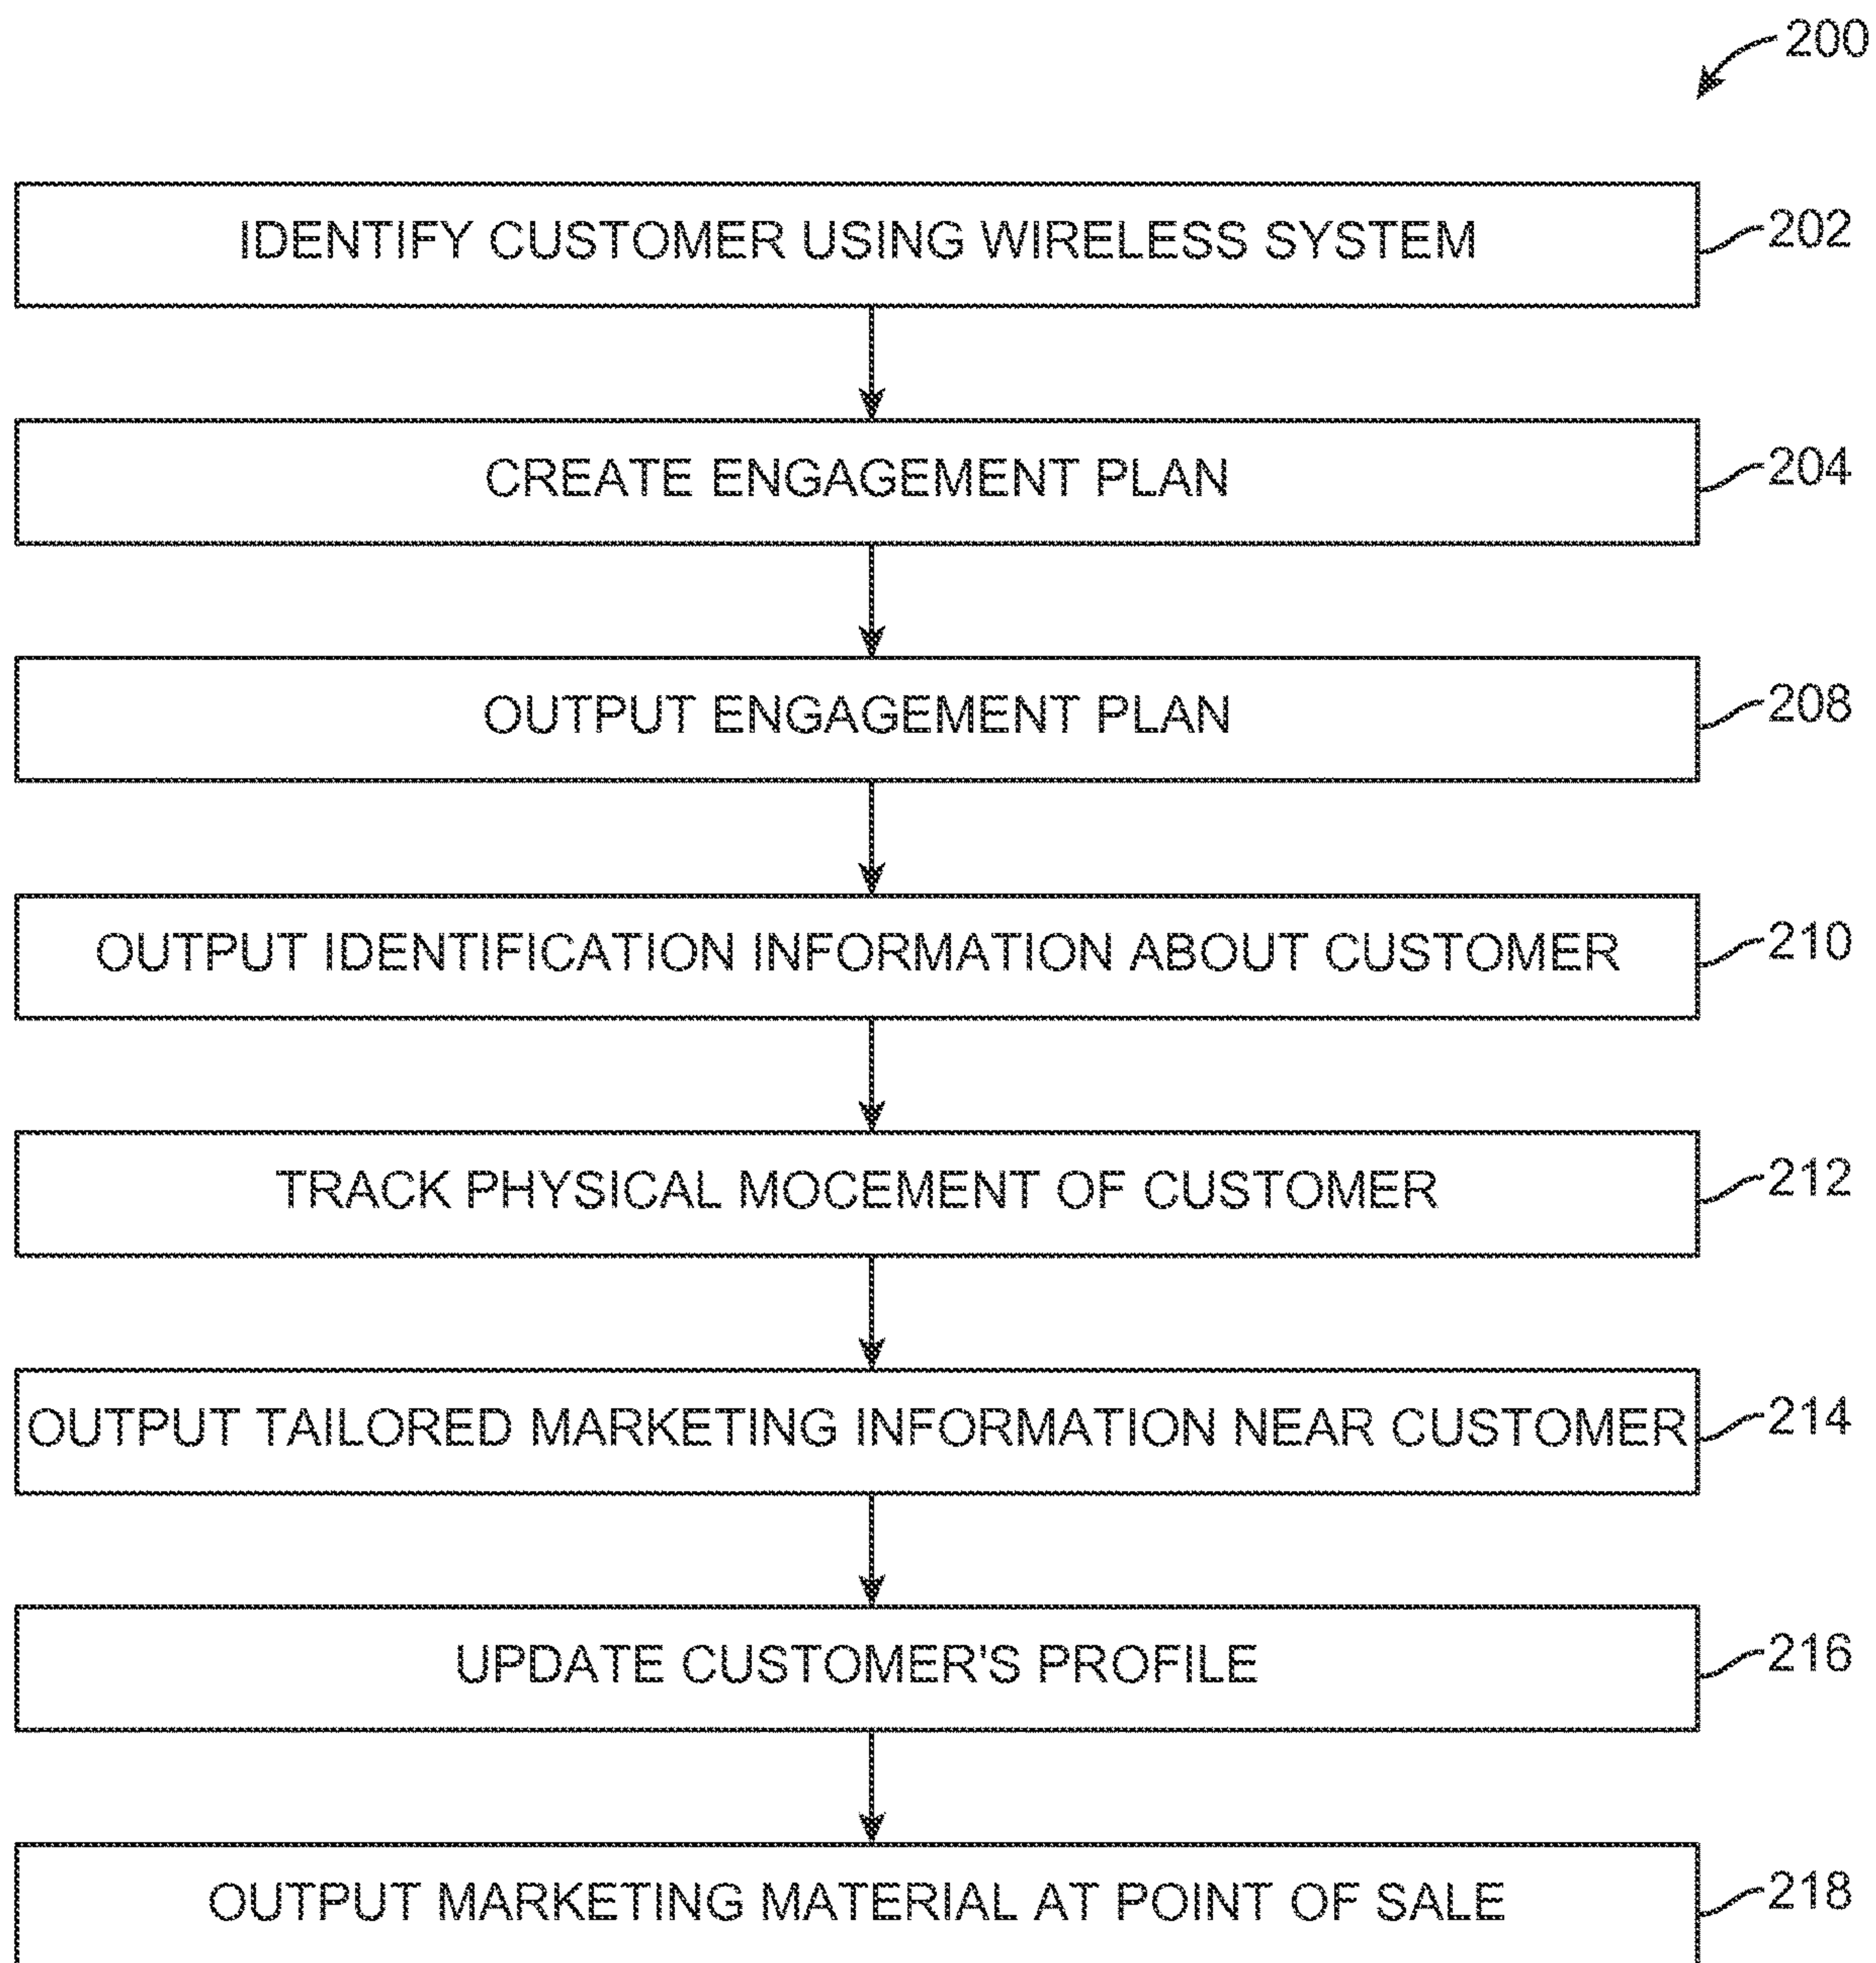 200
IDENTIFY CUSTOMER USING WIRELESS SYSTEM
202
CREATE ENGAGEMENT PLAN
204
OUTPUT ENGAGEMENT PLAN
208
OUTPUT IDENTIFICATION INFORMATION ABOUT CUSTOMER
210
TRACK PHYSICAL MOCEMENT OF CUSTOMER
212
OUTPUT TAILORED MARKETING INFORMATION NEAR CUSTOMER
214
UPDATE CUSTOMER'S PROFILE
216
OUTPUT MARKETING MATERIAL AT POINT OF SALE
218